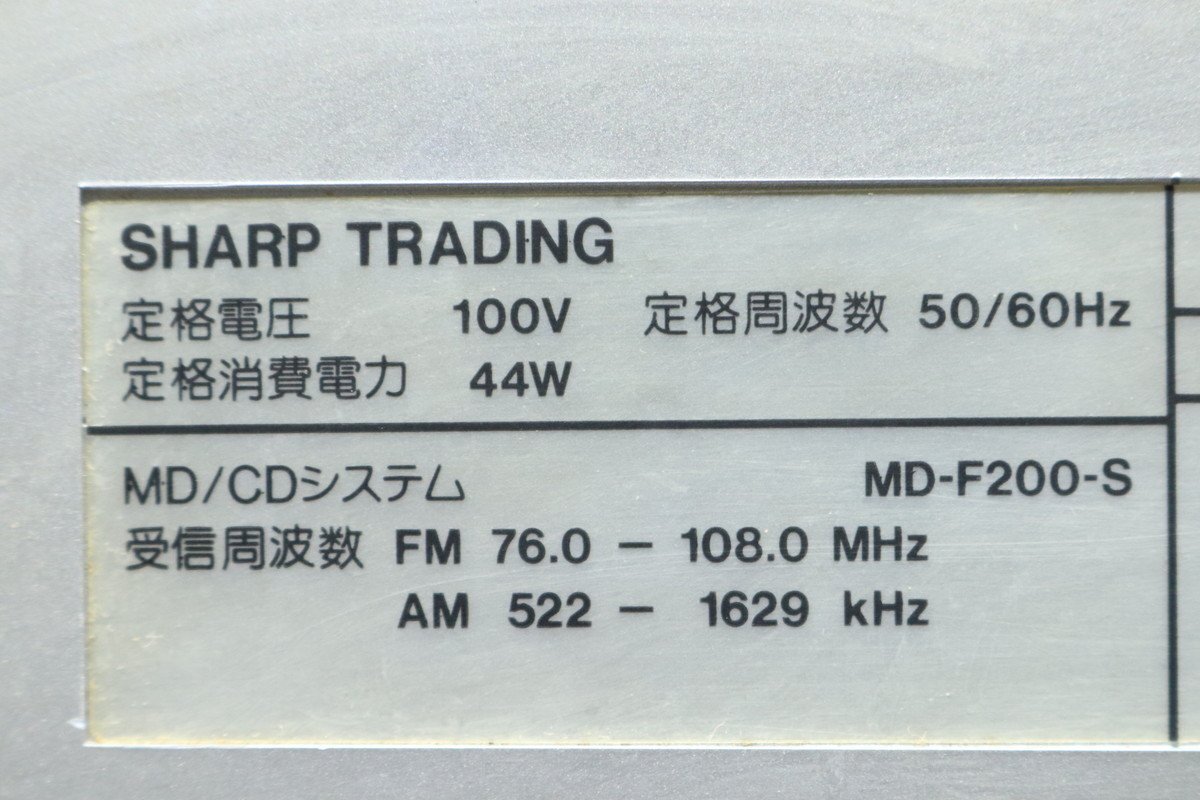 SHARP TRADING
定格電圧 100V 定格周波数 50/60Hz
定格消費電力 44W
MD/CDシステム MD-F200-S
受信周波数 FM 76.0 － 108.0 MHz
AM 522 － 1629 kHz